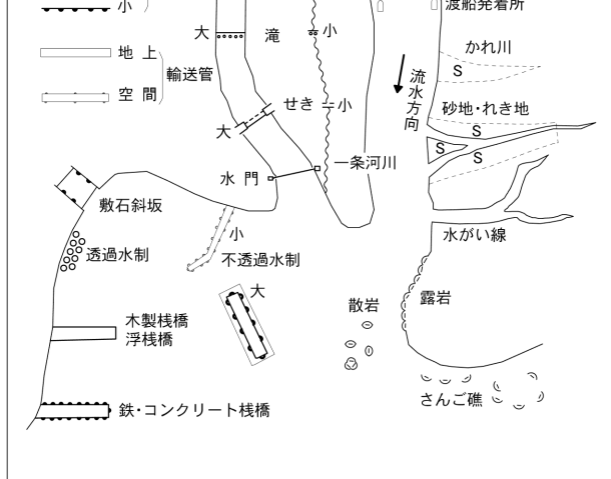 小
渡船発着所
大 滝 小
かれ川
S
地上
輸送管
空間
流水方向
砂地・れき地
S
S
S
せき 小
大
一条河川
水門
敷石斜坂
小
水がい線
透過水制
不透過水制
大
散岩
露岩
木製桟橋
浮桟橋
さんご礁
鉄・コンクリート桟橋